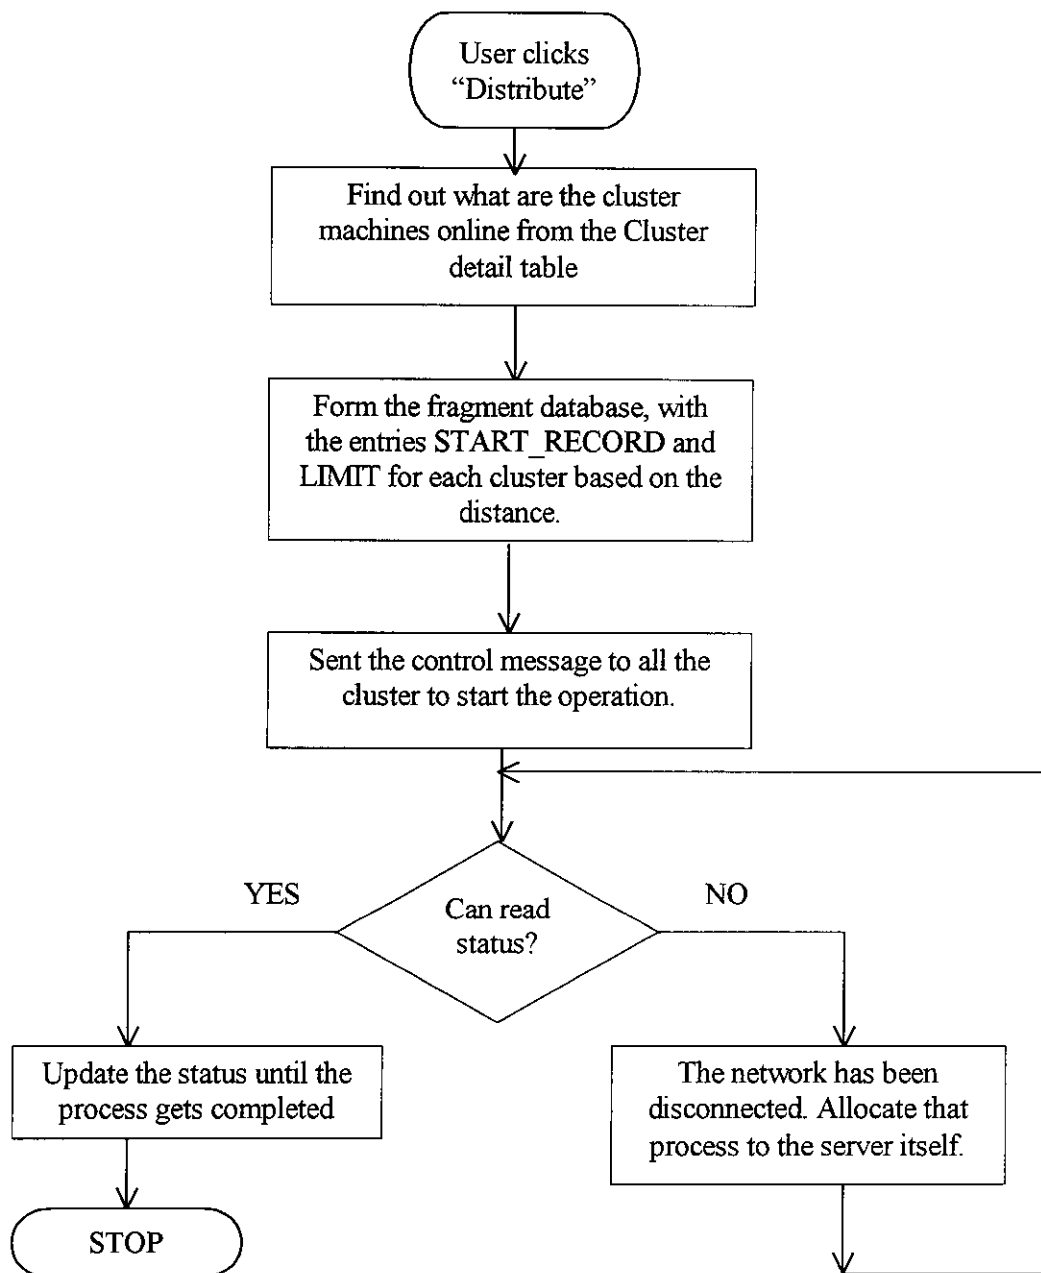 User clicks
“Distribute”
Find out what are the cluster
machines online from the Cluster
detail table
Form the fragment database, with
the entries START_RECORD and
LIMIT for each cluster based on the
distance.
Sent the control message to all the
cluster to start the operation.
YES
NO
Can read
status?
Update the status until the
process gets completed
The network has been
disconnected. Allocate that
process to the server itself.
STOP